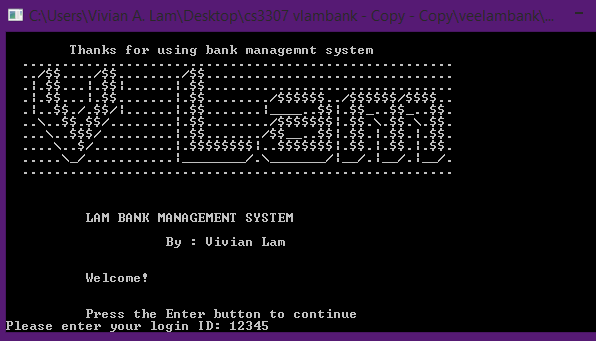 C:\Users\Vivian A. Lam\Desktop\cs3307 vlambank - Copy - Copy\veelambank\...
Thanks for using bank managemnt system
LAM BANK MANAGEMENT SYSTEM
By : Vivian Lam
Welcome!
Press the Enter button to continue
Please enter your login ID: 12345